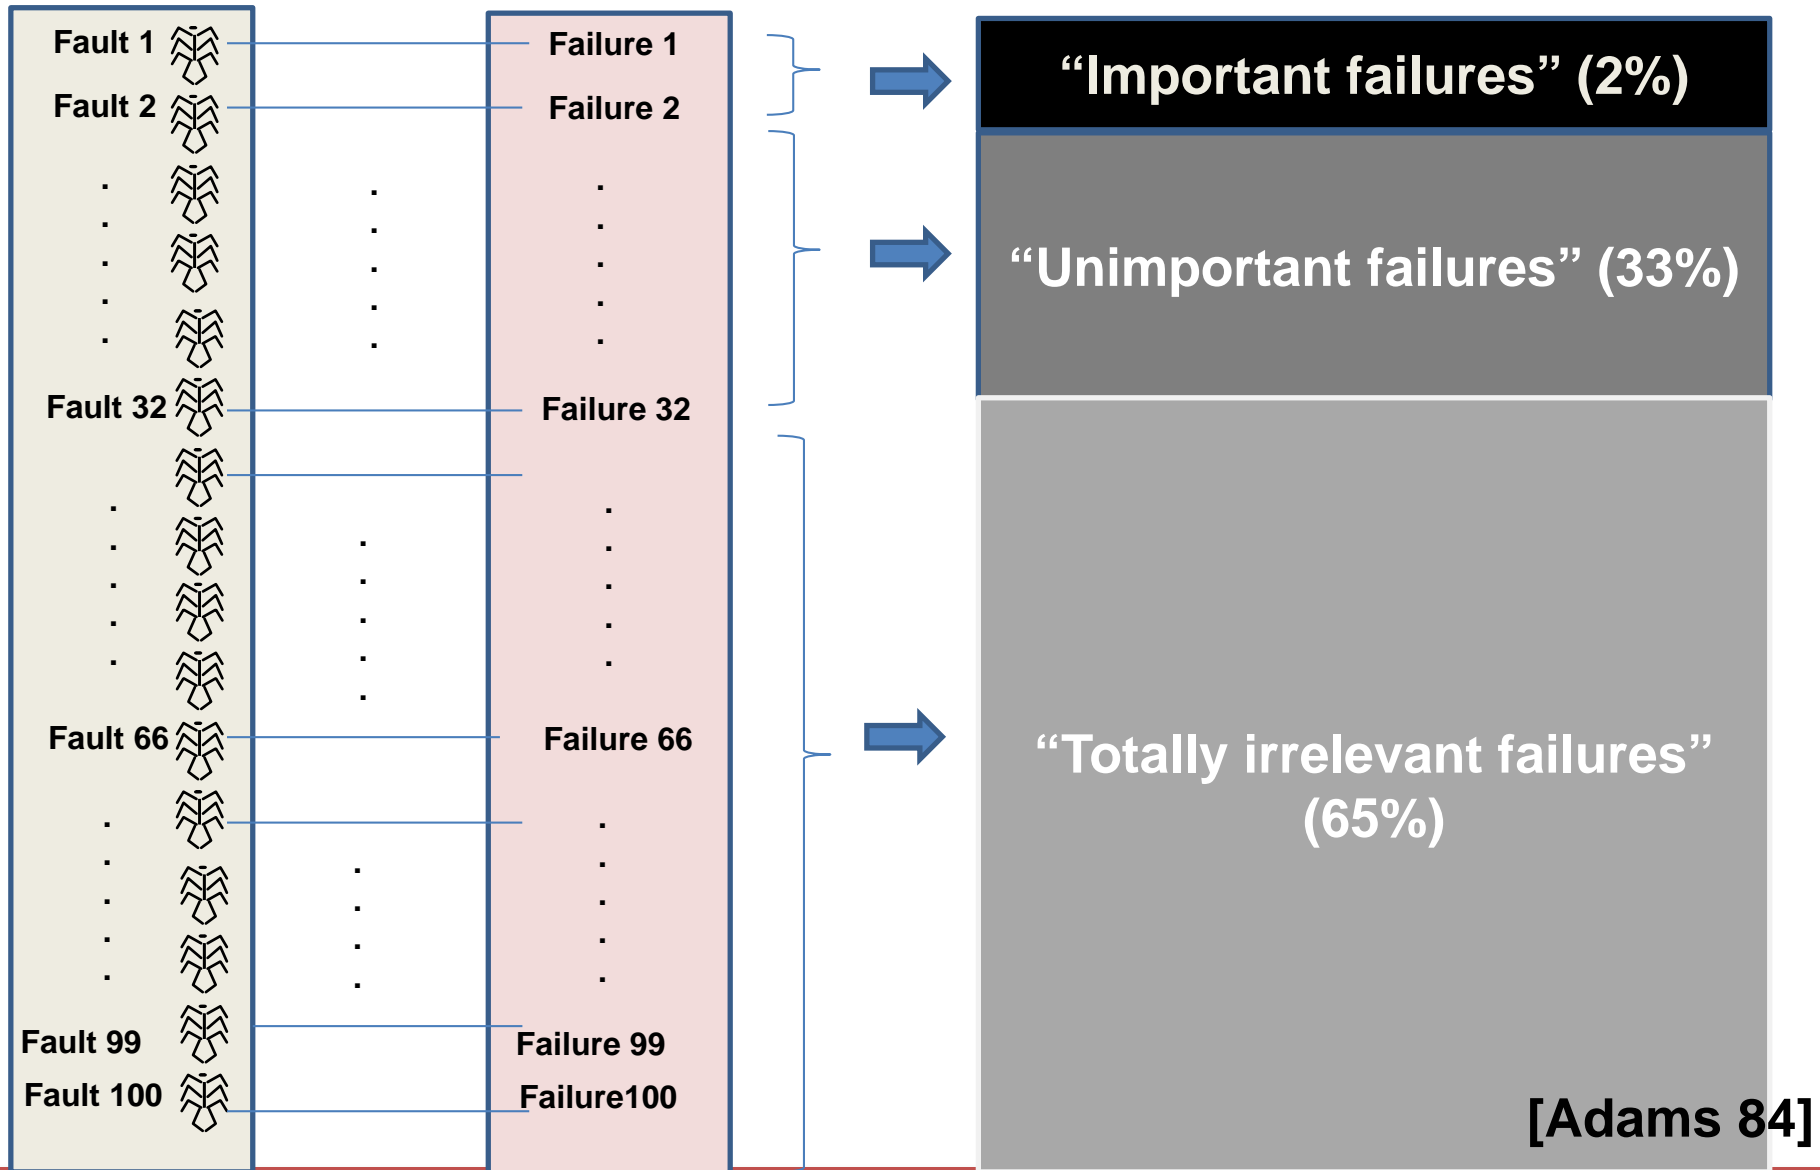 Fault 1
Fault 2
.
.
.
.
.
Fault 32
.
.
.
.
.
Fault 66
.
.
.
.
.
Fault 99
Fault 100
.
.
.
.
.
.
.
.
.
.
.
.
.
.
Failure 1
Failure 2
.
.
.
.
.
Failure 32
.
.
.
.
.
Failure 66
.
.
.
.
.
Failure 99
Failure100
“Important failures” (2%)
“Unimportant failures” (33%)
“Totally irrelevant failures”
(65%)
[Adams 84]